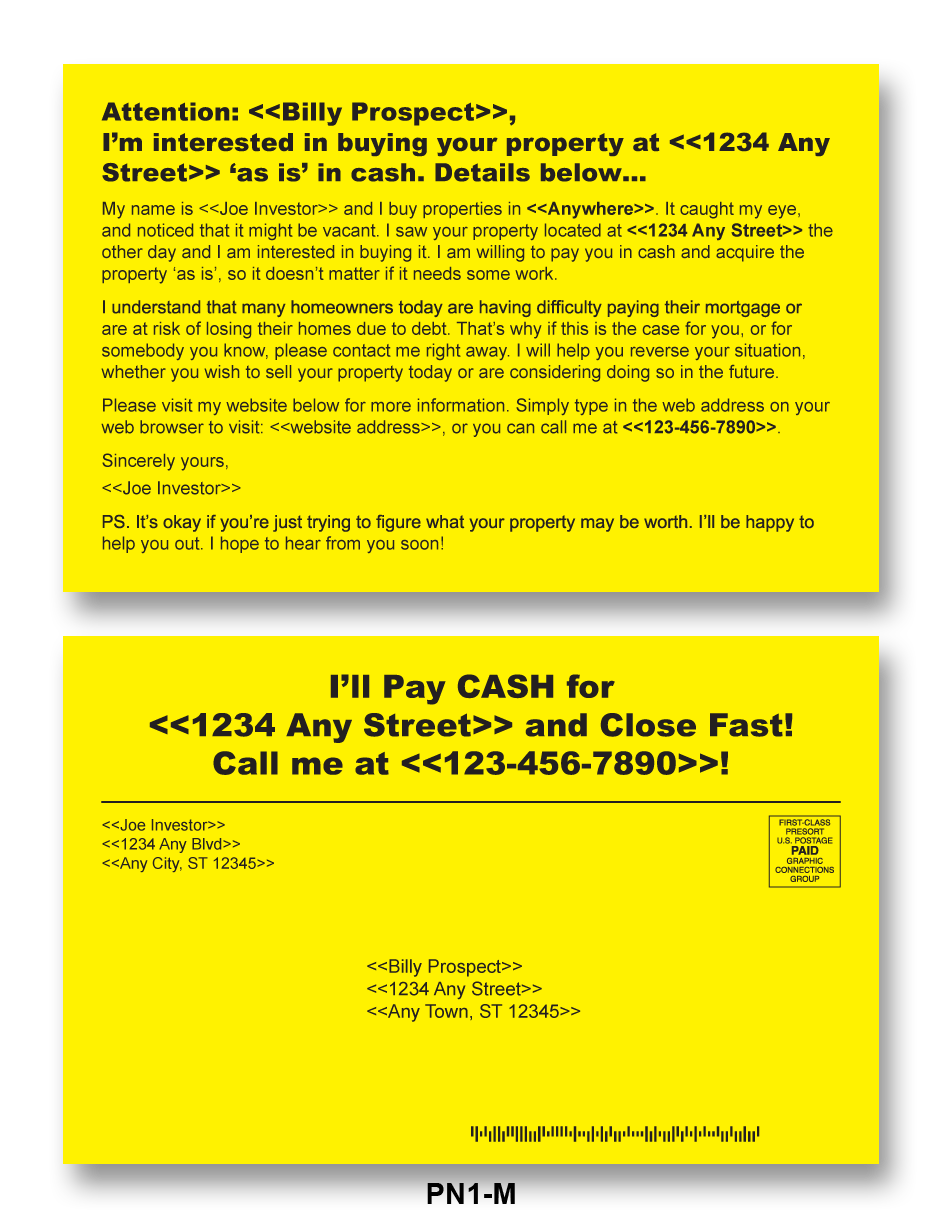 Attention: <<Billy Prospect>>,
I’m interested in buying your property at <<1234 Any
Street>> ‘as is’ in cash. Details below...
My name is <<Joe Investor>> and I buy properties in <<Anywhere>>. It caught my eye,
and noticed that it might be vacant. I saw your property located at <<1234 Any Street>> the
other day and I am interested in buying it. I am willing to pay you in cash and acquire the
property ‘as is’, so it doesn’t matter if it needs some work.
I understand that many homeowners today are having difficulty paying their mortgage or
are at risk of losing their homes due to debt. That’s why if this is the case for you, or for
somebody you know, please contact me right away. I will help you reverse your situation,
whether you wish to sell your property today or are considering doing so in the future.
Please visit my website below for more information. Simply type in the web address on your
web browser to visit: <<website address>>, or you can call me at <<123-456-7890>>.
Sincerely yours,
<<Joe Investor>>
PS. It’s okay if you’re just trying to figure what your property may be worth. I’ll be happy to
help you out. I hope to hear from you soon!
I’ll Pay CASH for
<<1234 Any Street>> and Close Fast!
Call me at <<123-456-7890>>!
<<Joe Investor>>
<<1234 Any Blvd>>
<<Any City, ST 12345>>
FIRST-CLASS
PRESORT
U.S. POSTAGE
PAID
GRAPHIC
CONNECTIONS
GROUP
<<Billy Prospect>>
<<1234 Any Street>>
<<Any Town, ST 12345>>
PN1-M